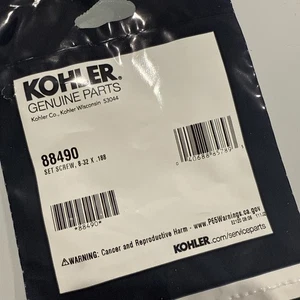 KOHLER®
GENUINE PARTS
Kohler Co., Kohler Wisconsin 53044
88490
SET SCREW, 8-32 X .188
*88490*
⚠WARNING: Cancer and Reproductive Harm - www.P65Warnings.ca.gov
KOHLER.com/serviceparts